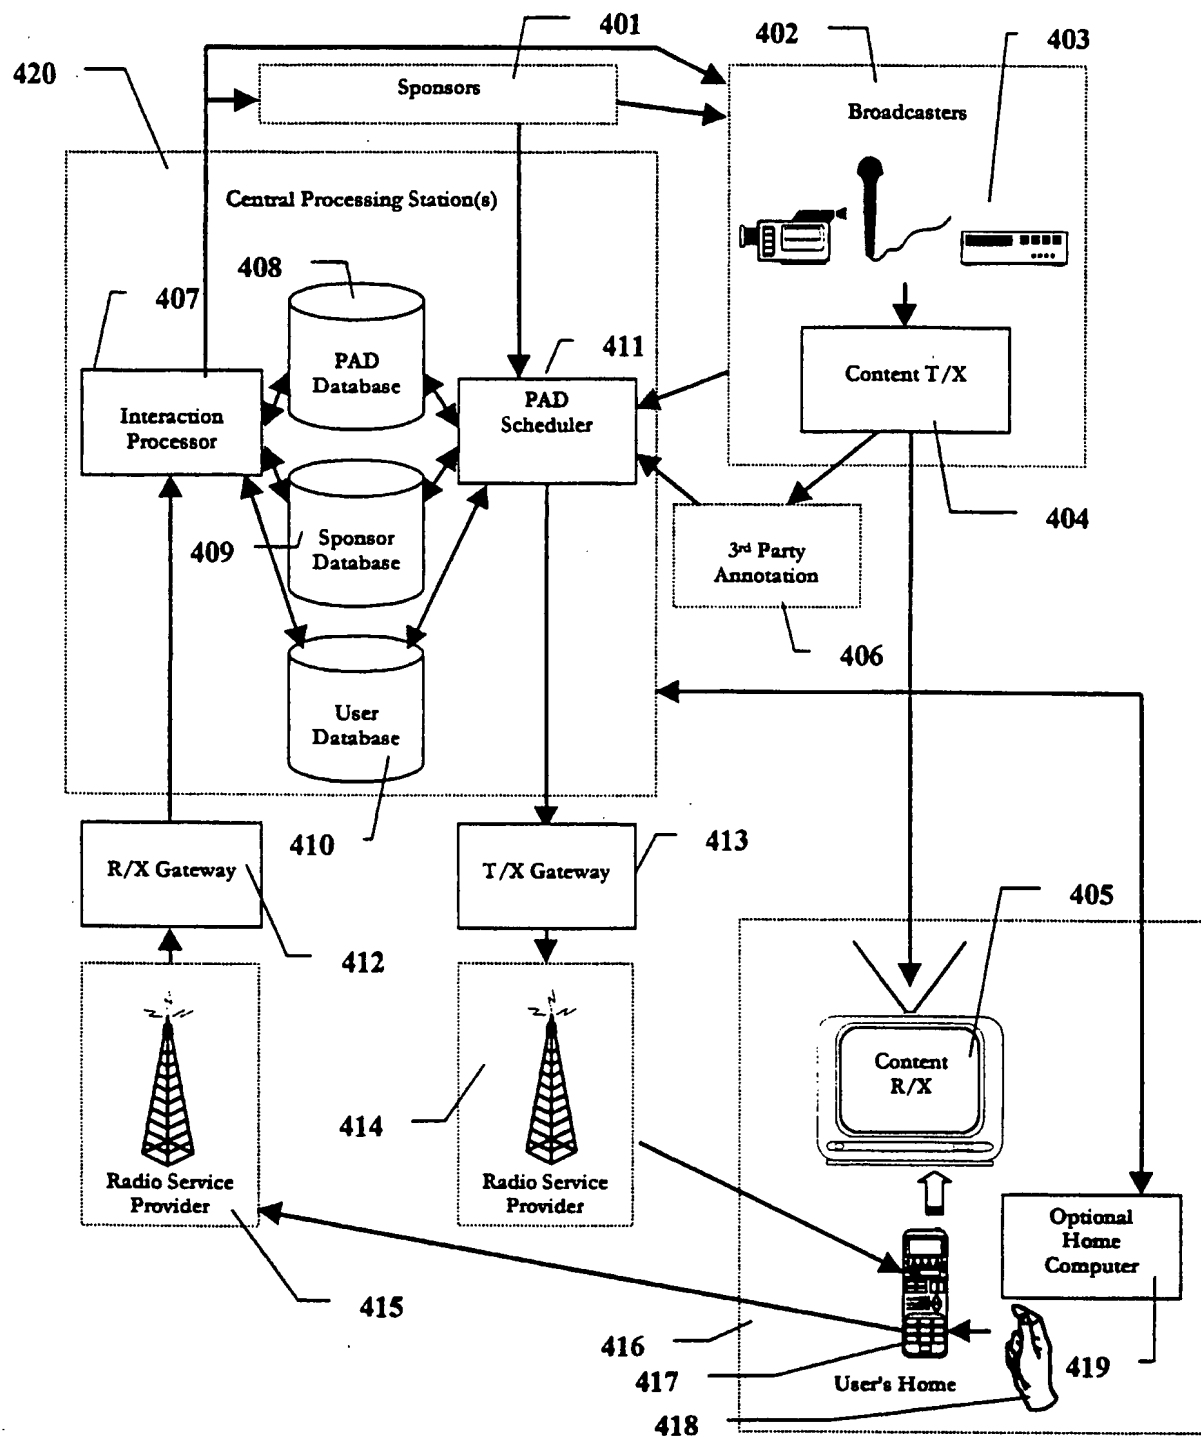 401
402
403
420
Sponsors
Broadcasters
Central Processing Station(s)
408
407
411
PAD
Database
PAD
Scheduler
Content T/X
Interaction
Processor
404
409
Sponsor
Database
3rd Party
Annotation
406
User
Database
410
413
R/X Gateway
T/X Gateway
405
412
Content
R/X
414
Radio Service
Provider
Radio Service
Provider
Optional
Home
Computer
415
416
419
417
User's Home
418